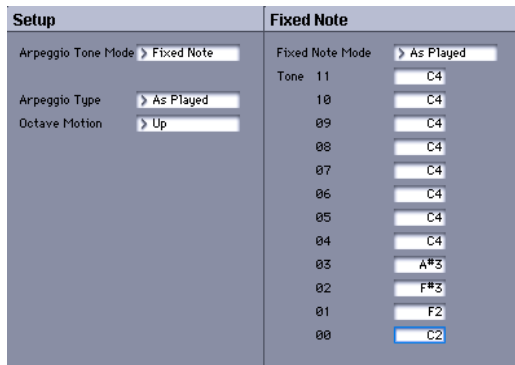 Setup
Arpeggio Tone Mode > Fixed Note
Arpeggio Type > As Played
Octave Motion > Up
Fixed Note
Fixed Note Mode > As Played
Tone 11 C4
10 C4
09 C4
08 C4
07 C4
06 C4
05 C4
04 C4
03 A#3
02 F#3
01 F2
00 C2